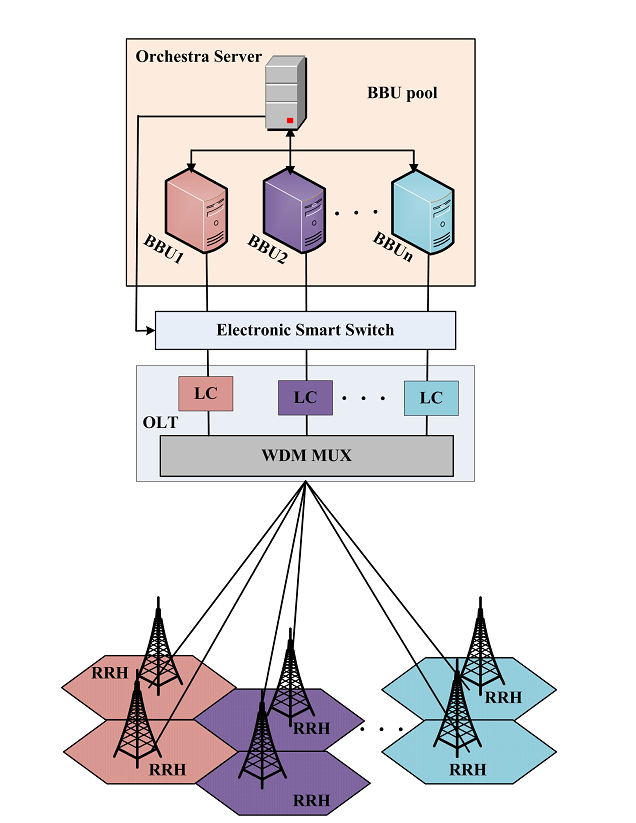 Orchestra Server
BBU pool
BBU1
BBU2
BBUn
Electronic Smart Switch
LC
LC
LC
OLT
WDM MUX
RRH
RRH
RRH
RRH
RRH
RRH